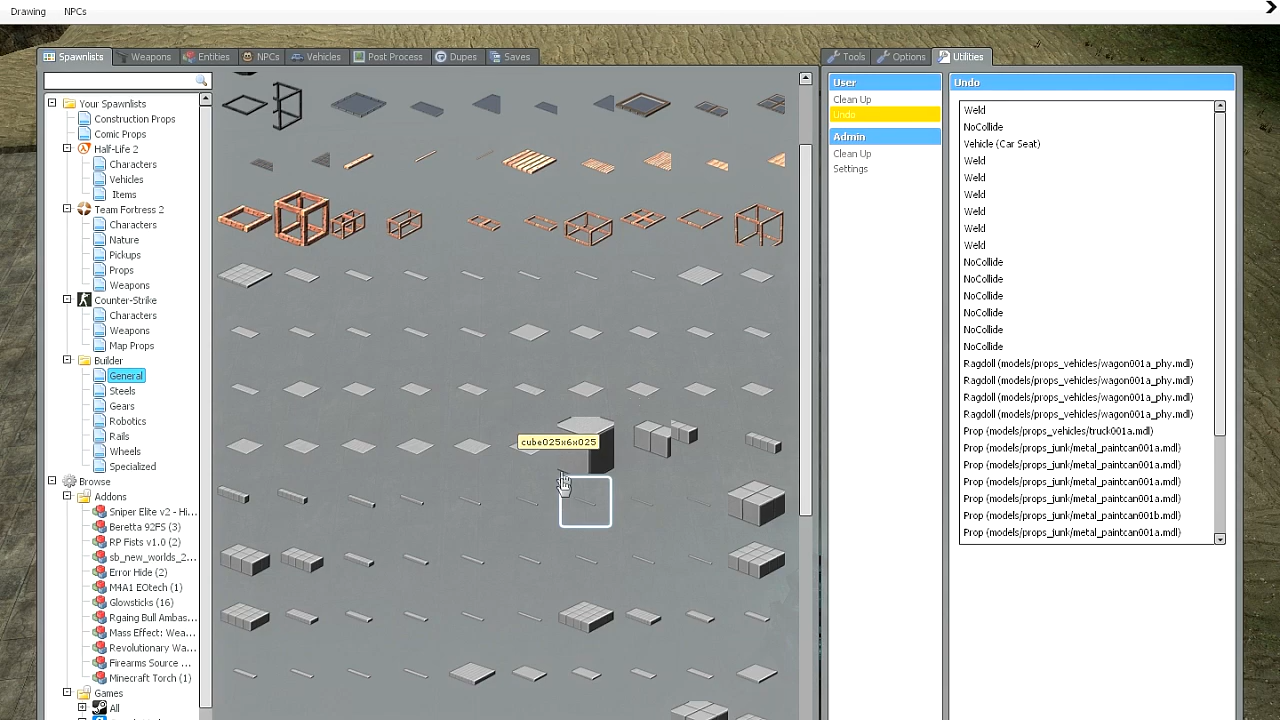 Drawing NPCs
Spawnlists Weapons Entities NPCs Vehicles Post Process Dupes Saves
Your Spawnlists
Construction Props
Comic Props
Half-Life 2
Characters
Vehicles
Items
Team Fortress 2
Characters
Nature
Pickups
Props
Weapons
Counter-Strike
Characters
Weapons
Map Props
Builder
General
Steels
Gears
Robotics
Rails
Wheels
Specialized
Browse
Addons
Sniper Elite v2 - Hi...
Beretta 92FS (3)
RP Fists v1.0 (2)
sb_new_worlds_2...
Error Hide (2)
M4A1 EOtech (1)
Glowsticks (16)
Rgaing Bull Ambas...
Mass Effect: Wea...
Revolutionary Wa...
Firearms Source ...
Minecraft Torch (1)
Games
All
cube025x6x025
Tools Options Utilities
User
Clean Up
Undo
Admin
Clean Up
Settings
Undo
Weld
NoCollide
Vehicle (Car Seat)
Weld
Weld
Weld
Weld
Weld
Weld
NoCollide
NoCollide
NoCollide
NoCollide
NoCollide
NoCollide
Ragdoll (models/props_vehicles/wagon001a_phy.mdl)
Ragdoll (models/props_vehicles/wagon001a_phy.mdl)
Ragdoll (models/props_vehicles/wagon001a_phy.mdl)
Ragdoll (models/props_vehicles/wagon001a_phy.mdl)
Prop (models/props_vehicles/truck001a.mdl)
Prop (models/props_junk/metal_paintcan001a.mdl)
Prop (models/props_junk/metal_paintcan001a.mdl)
Prop (models/props_junk/metal_paintcan001a.mdl)
Prop (models/props_junk/metal_paintcan001a.mdl)
Prop (models/props_junk/metal_paintcan001b.mdl)
Prop (models/props_junk/metal_paintcan001a.mdl)